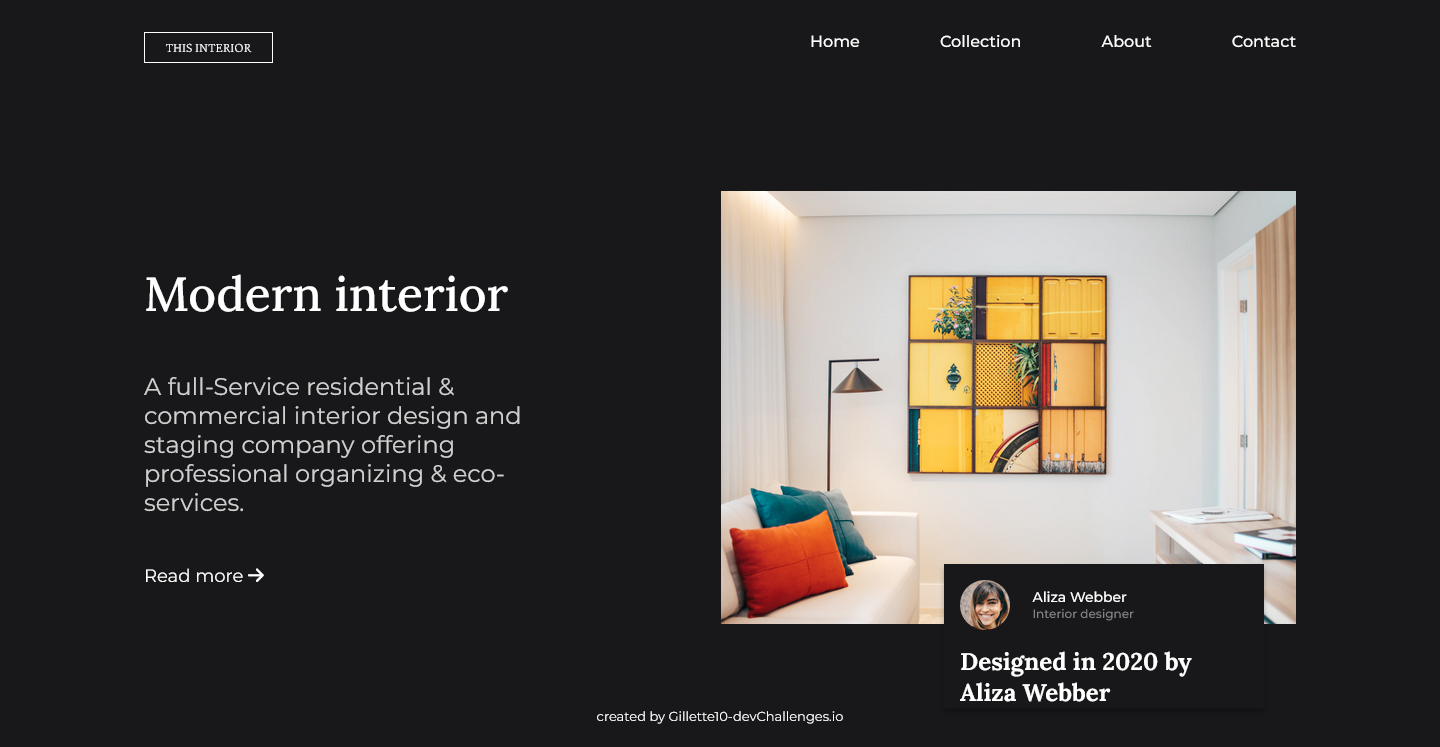 THIS INTERIOR
Home
Collection
About
Contact
Modern interior
A full-Service residential &
commercial interior design and
staging company offering
professional organizing & eco-
services.
Read more
Aliza Webber
Interior designer
Designed in 2020 by
Aliza Webber
created by Gillette10-devChallenges.io